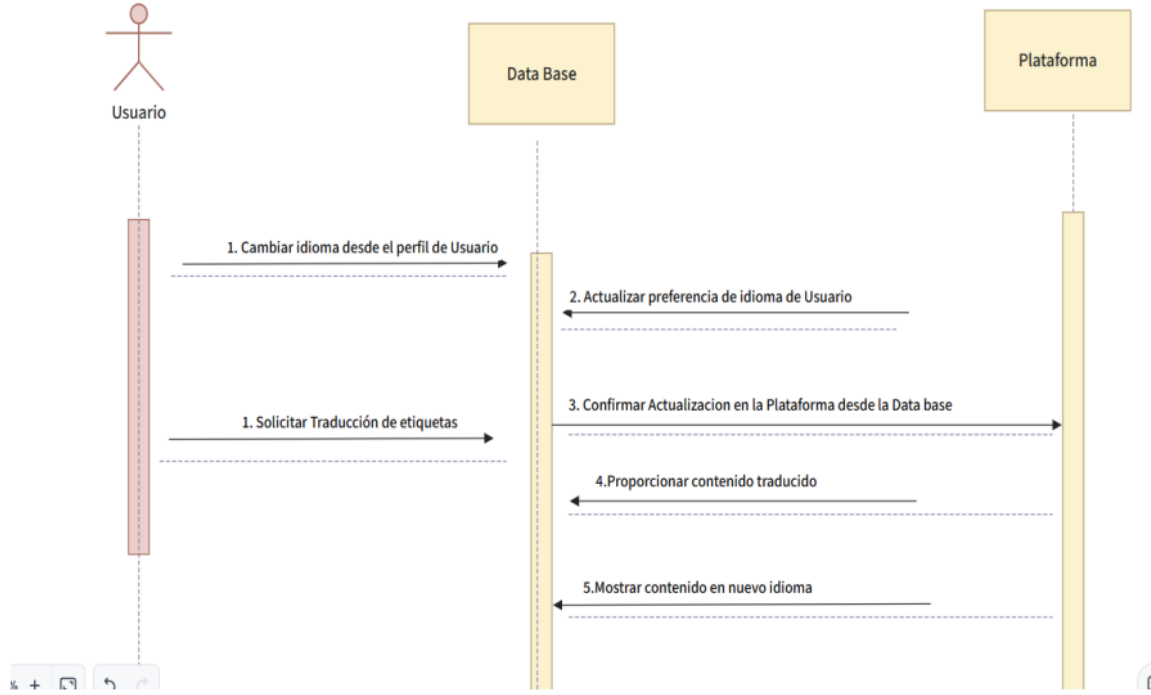 Usuario
Data Base
Plataforma
1. Cambiar idioma desde el perfil de Usuario
2. Actualizar preferencia de idioma de Usuario
3. Confirmar Actualizacion en la Plataforma desde la Data base
1. Solicitar Traducción de etiquetas
4.Proporcionar contenido traducido
5.Mostrar contenido en nuevo idioma